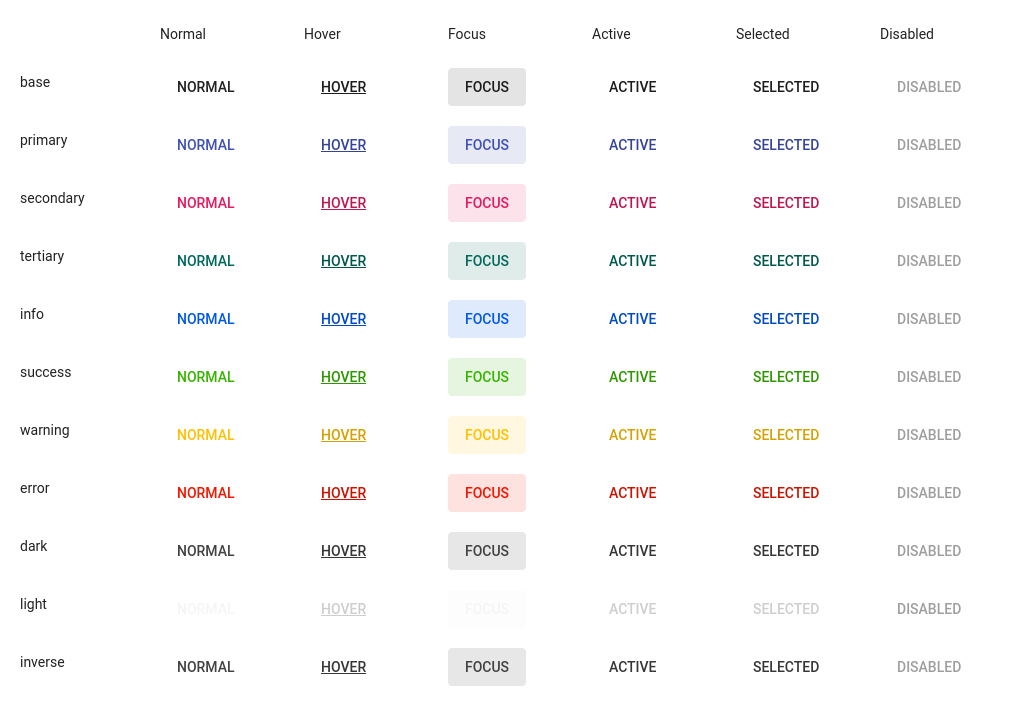 Normal Hover Focus Active Selected Disabled
base NORMAL HOVER FOCUS ACTIVE SELECTED DISABLED
primary NORMAL HOVER FOCUS ACTIVE SELECTED DISABLED
secondary NORMAL HOVER FOCUS ACTIVE SELECTED DISABLED
tertiary NORMAL HOVER FOCUS ACTIVE SELECTED DISABLED
info NORMAL HOVER FOCUS ACTIVE SELECTED DISABLED
success NORMAL HOVER FOCUS ACTIVE SELECTED DISABLED
warning NORMAL HOVER FOCUS ACTIVE SELECTED DISABLED
error NORMAL HOVER FOCUS ACTIVE SELECTED DISABLED
dark NORMAL HOVER FOCUS ACTIVE SELECTED DISABLED
light NORMAL HOVER FOCUS ACTIVE SELECTED DISABLED
inverse NORMAL HOVER FOCUS ACTIVE SELECTED DISABLED